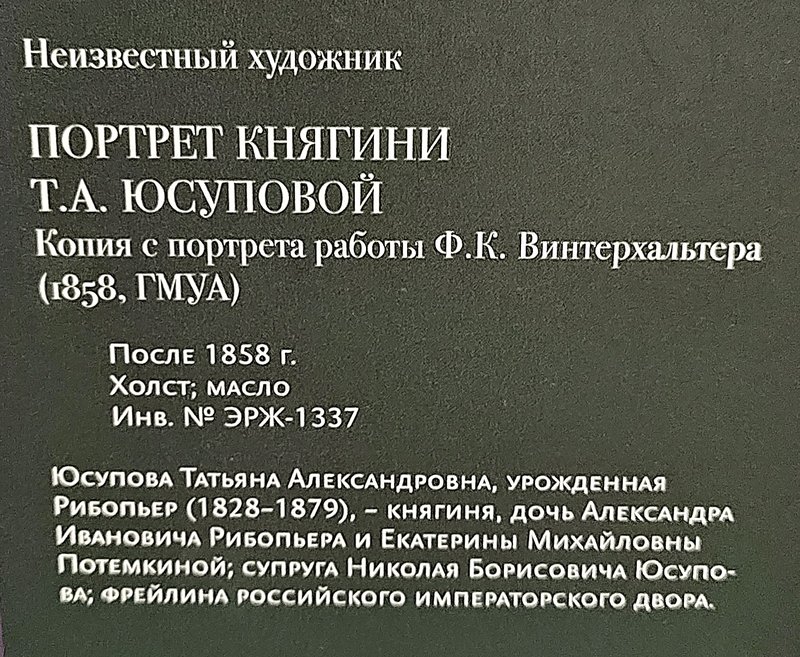 Неизвестный художник
ПОРТРЕТ КНЯГИНИ
Т.А. ЮСУПОВОЙ
Копия с портрета работы Ф.К. Винтерхальтера
(1858, ГМУА)
После 1858 г.
Холст; масло
Инв. № ЭРЖ-1337
Юсупова Татьяна Александровна, урожденная
Рибопьер (1828–1879), – княгиня, дочь Александра
Ивановича Рибопьера и Екатерины Михайловны
Потемкиной; супруга Николая Борисовича Юсупо-
ва; фрейлина российского императорского двора.